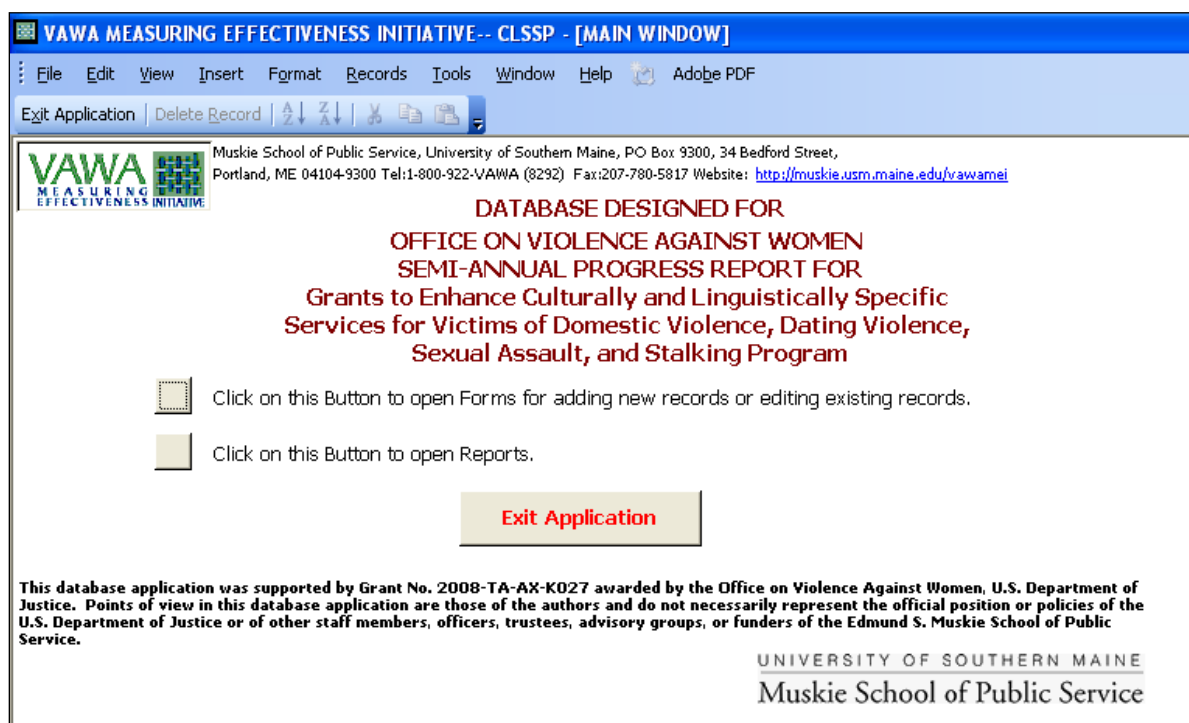 VAWA MEASURING EFFECTIVENESS INITIATIVE-- CLSSP - [MAIN WINDOW]
File Edit View Insert Format Records Tools Window Help Adobe PDF
Exit Application Delete Record
VAWA
MEASURING
EFFECTIVENESS INITIATIVE
Muskie School of Public Service, University of Southern Maine, PO Box 9300, 34 Bedford Street,
Portland, ME 04104-9300 Tel:1-800-922-VAWA (8292) Fax:207-780-5817 Website: http://muskie.usm.maine.edu/vawamei
DATABASE DESIGNED FOR
OFFICE ON VIOLENCE AGAINST WOMEN
SEMI-ANNUAL PROGRESS REPORT FOR
Grants to Enhance Culturally and Linguistically Specific
Services for Victims of Domestic Violence, Dating Violence,
Sexual Assault, and Stalking Program
Click on this Button to open Forms for adding new records or editing existing records.
Click on this Button to open Reports.
Exit Application
This database application was supported by Grant No. 2008-TA-AX-K027 awarded by the Office on Violence Against Women, U.S. Department of
Justice. Points of view in this database application are those of the authors and do not necessarily represent the official position or policies of the
U.S. Department of Justice or of other staff members, officers, trustees, advisory groups, or funders of the Edmund S. Muskie School of Public
Service.
UNIVERSITY OF SOUTHERN MAINE
Muskie School of Public Service